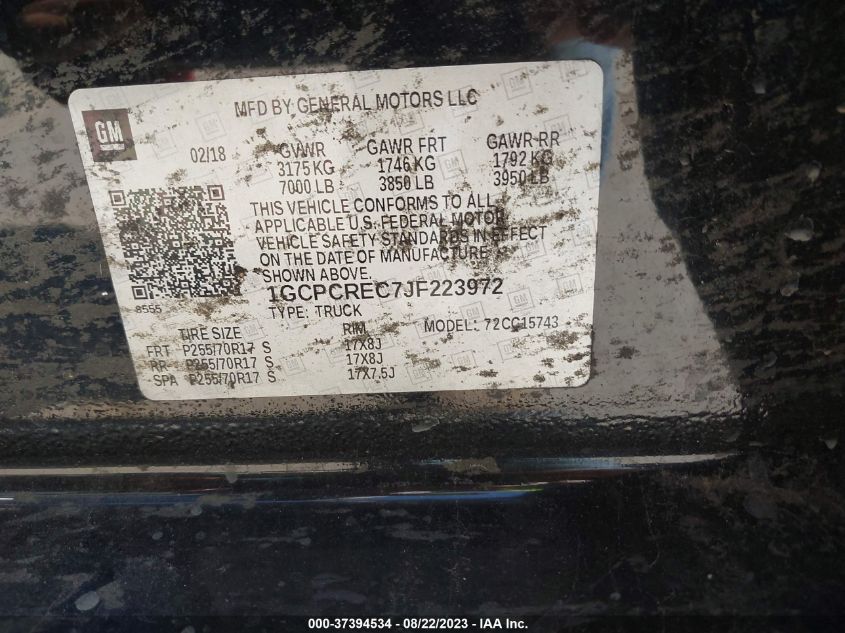 MFD BY GENERAL MOTORS LLC
GM
02/18 GVWR GAWR FRT GAWR RR
3175 KG 1746 KG 1792 KG
7000 LB 3850 LB 3950 LB
THIS VEHICLE CONFORMS TO ALL
APPLICABLE U.S. FEDERAL MOTOR
VEHICLE SAFETY STANDARDS IN EFFECT
ON THE DATE OF MANUFACTURE
SHOWN ABOVE.
8555
1GCPCREC7JF223972
TYPE: TRUCK MODEL: 72CC15743
TIRE SIZE RIM
FRT P255/70R17 S 17X8J
RR P255/70R17 S 17X8J
SPA P255/70R17 S 17X7.5J
000-37394534 - 08/22/2023 - IAA Inc.